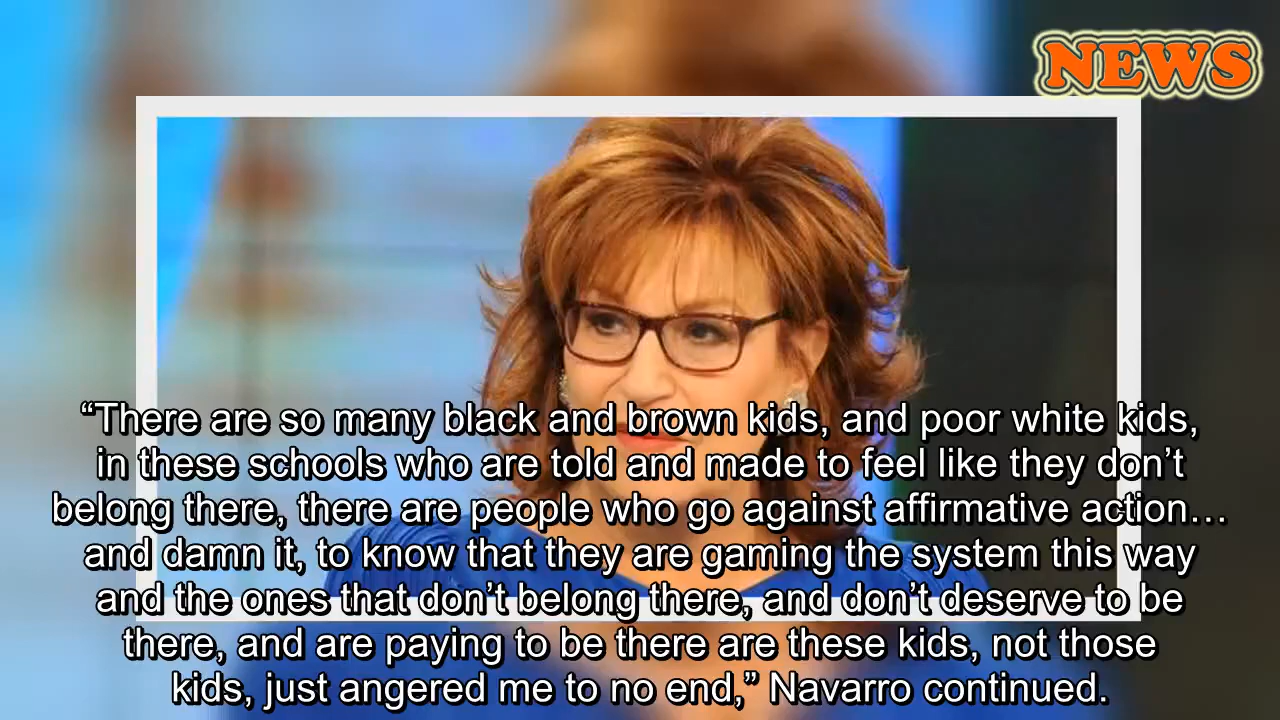 NEWS
“There are so many black and brown kids, and poor white kids,
in these schools who are told and made to feel like they don’t
belong there, there are people who go against affirmative action…
and damn it, to know that they are gaming the system this way
and the ones that don’t belong there, and don’t deserve to be
there, and are paying to be there are these kids, not those
kids, just angered me to no end,” Navarro continued.